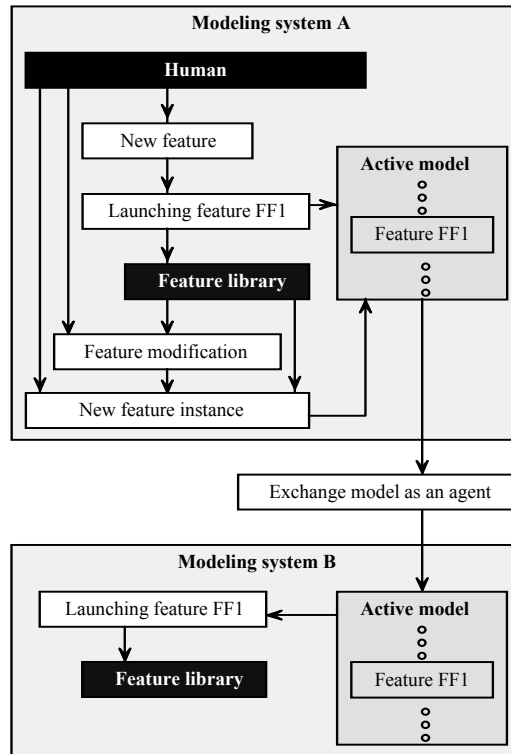 Modeling system A
Human
New feature
Active model
Launching feature FF1
Feature FF1
Feature library
Feature modification
New feature instance
Exchange model as an agent
Modeling system B
Launching feature FF1
Active model
Feature library
Feature FF1